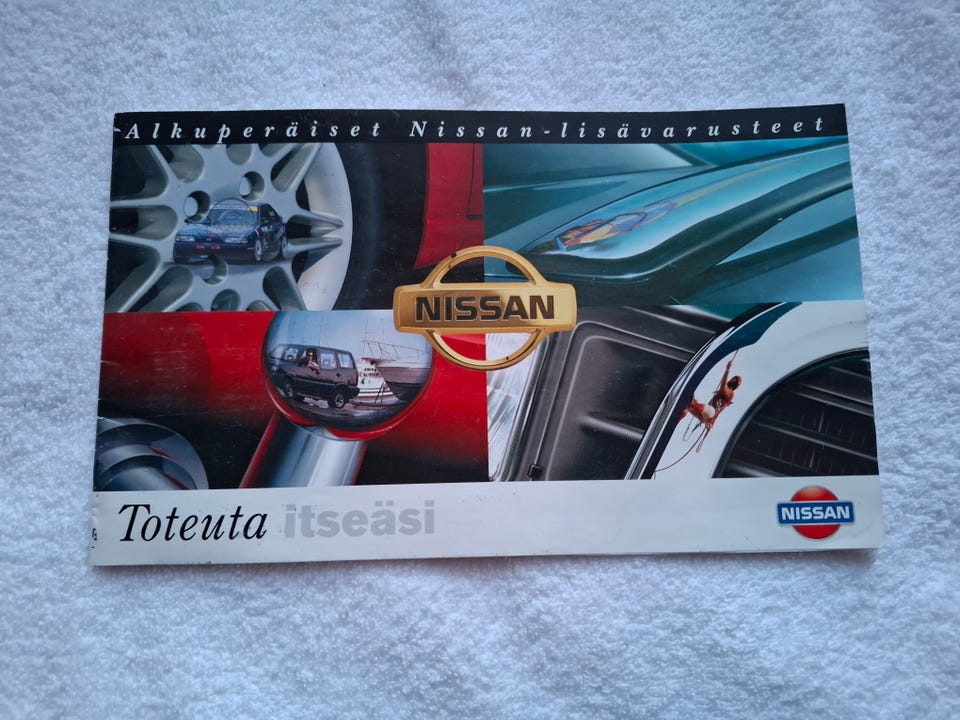 Alkuperäiset Nissan-lisävarusteet
NISSAN
Toteuta itseäsi
NISSAN